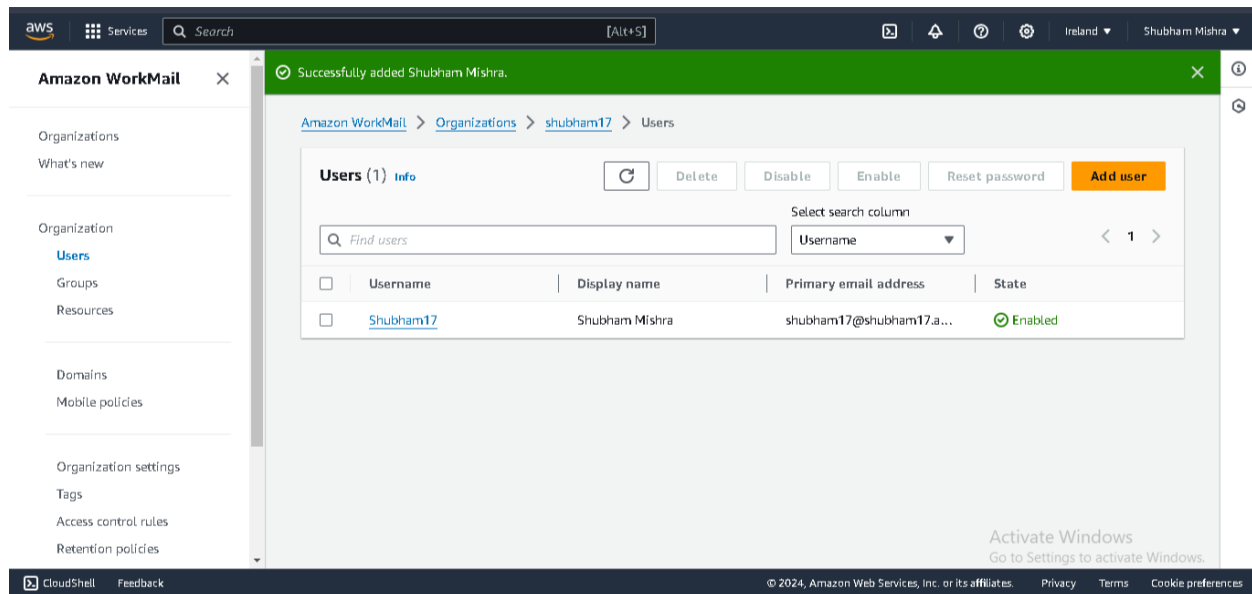 aws Services Search [Alt+S] Ireland ▼ Shubham Mishra ▼
Amazon WorkMail
Organizations
What's new
Organization
Users
Groups
Resources
Domains
Mobile policies
Organization settings
Tags
Access control rules
Retention policies
Successfully added Shubham Mishra.
Amazon WorkMail > Organizations > shubham17 > Users
Users (1) Info Delete Disable Enable Reset password Add user
Select search column
Find users Username ▼ < 1 >
Username Display name Primary email address State
Shubham17 Shubham Mishra shubham17@shubham17.a... Enabled
Activate Windows
Go to Settings to activate Windows.
CloudShell Feedback © 2024, Amazon Web Services, Inc. or its affiliates. Privacy Terms Cookie preferences